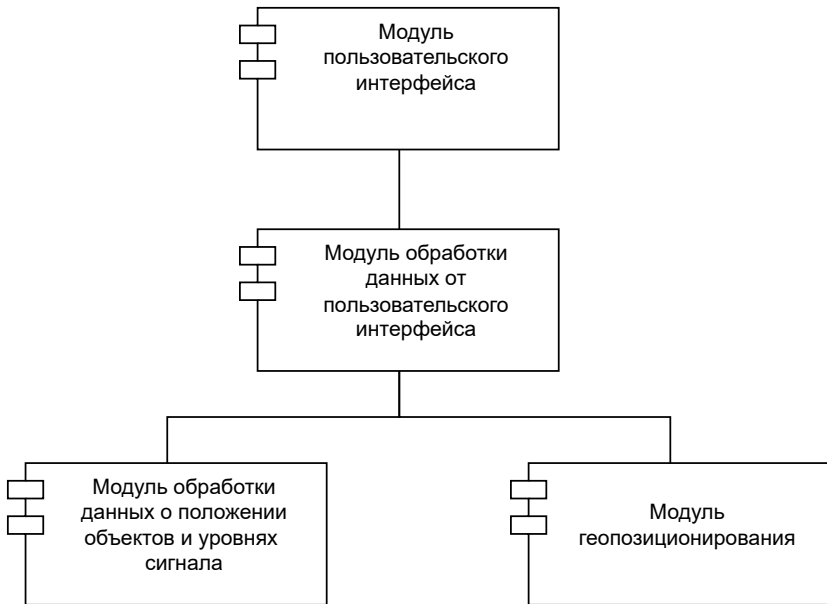 Модуль
пользовательского
интерфейса
Модуль обработки
данных от
пользовательского
интерфейса
Модуль обработки
данных о положении
объектов и уровнях
сигнала
Модуль
геопозиционирования